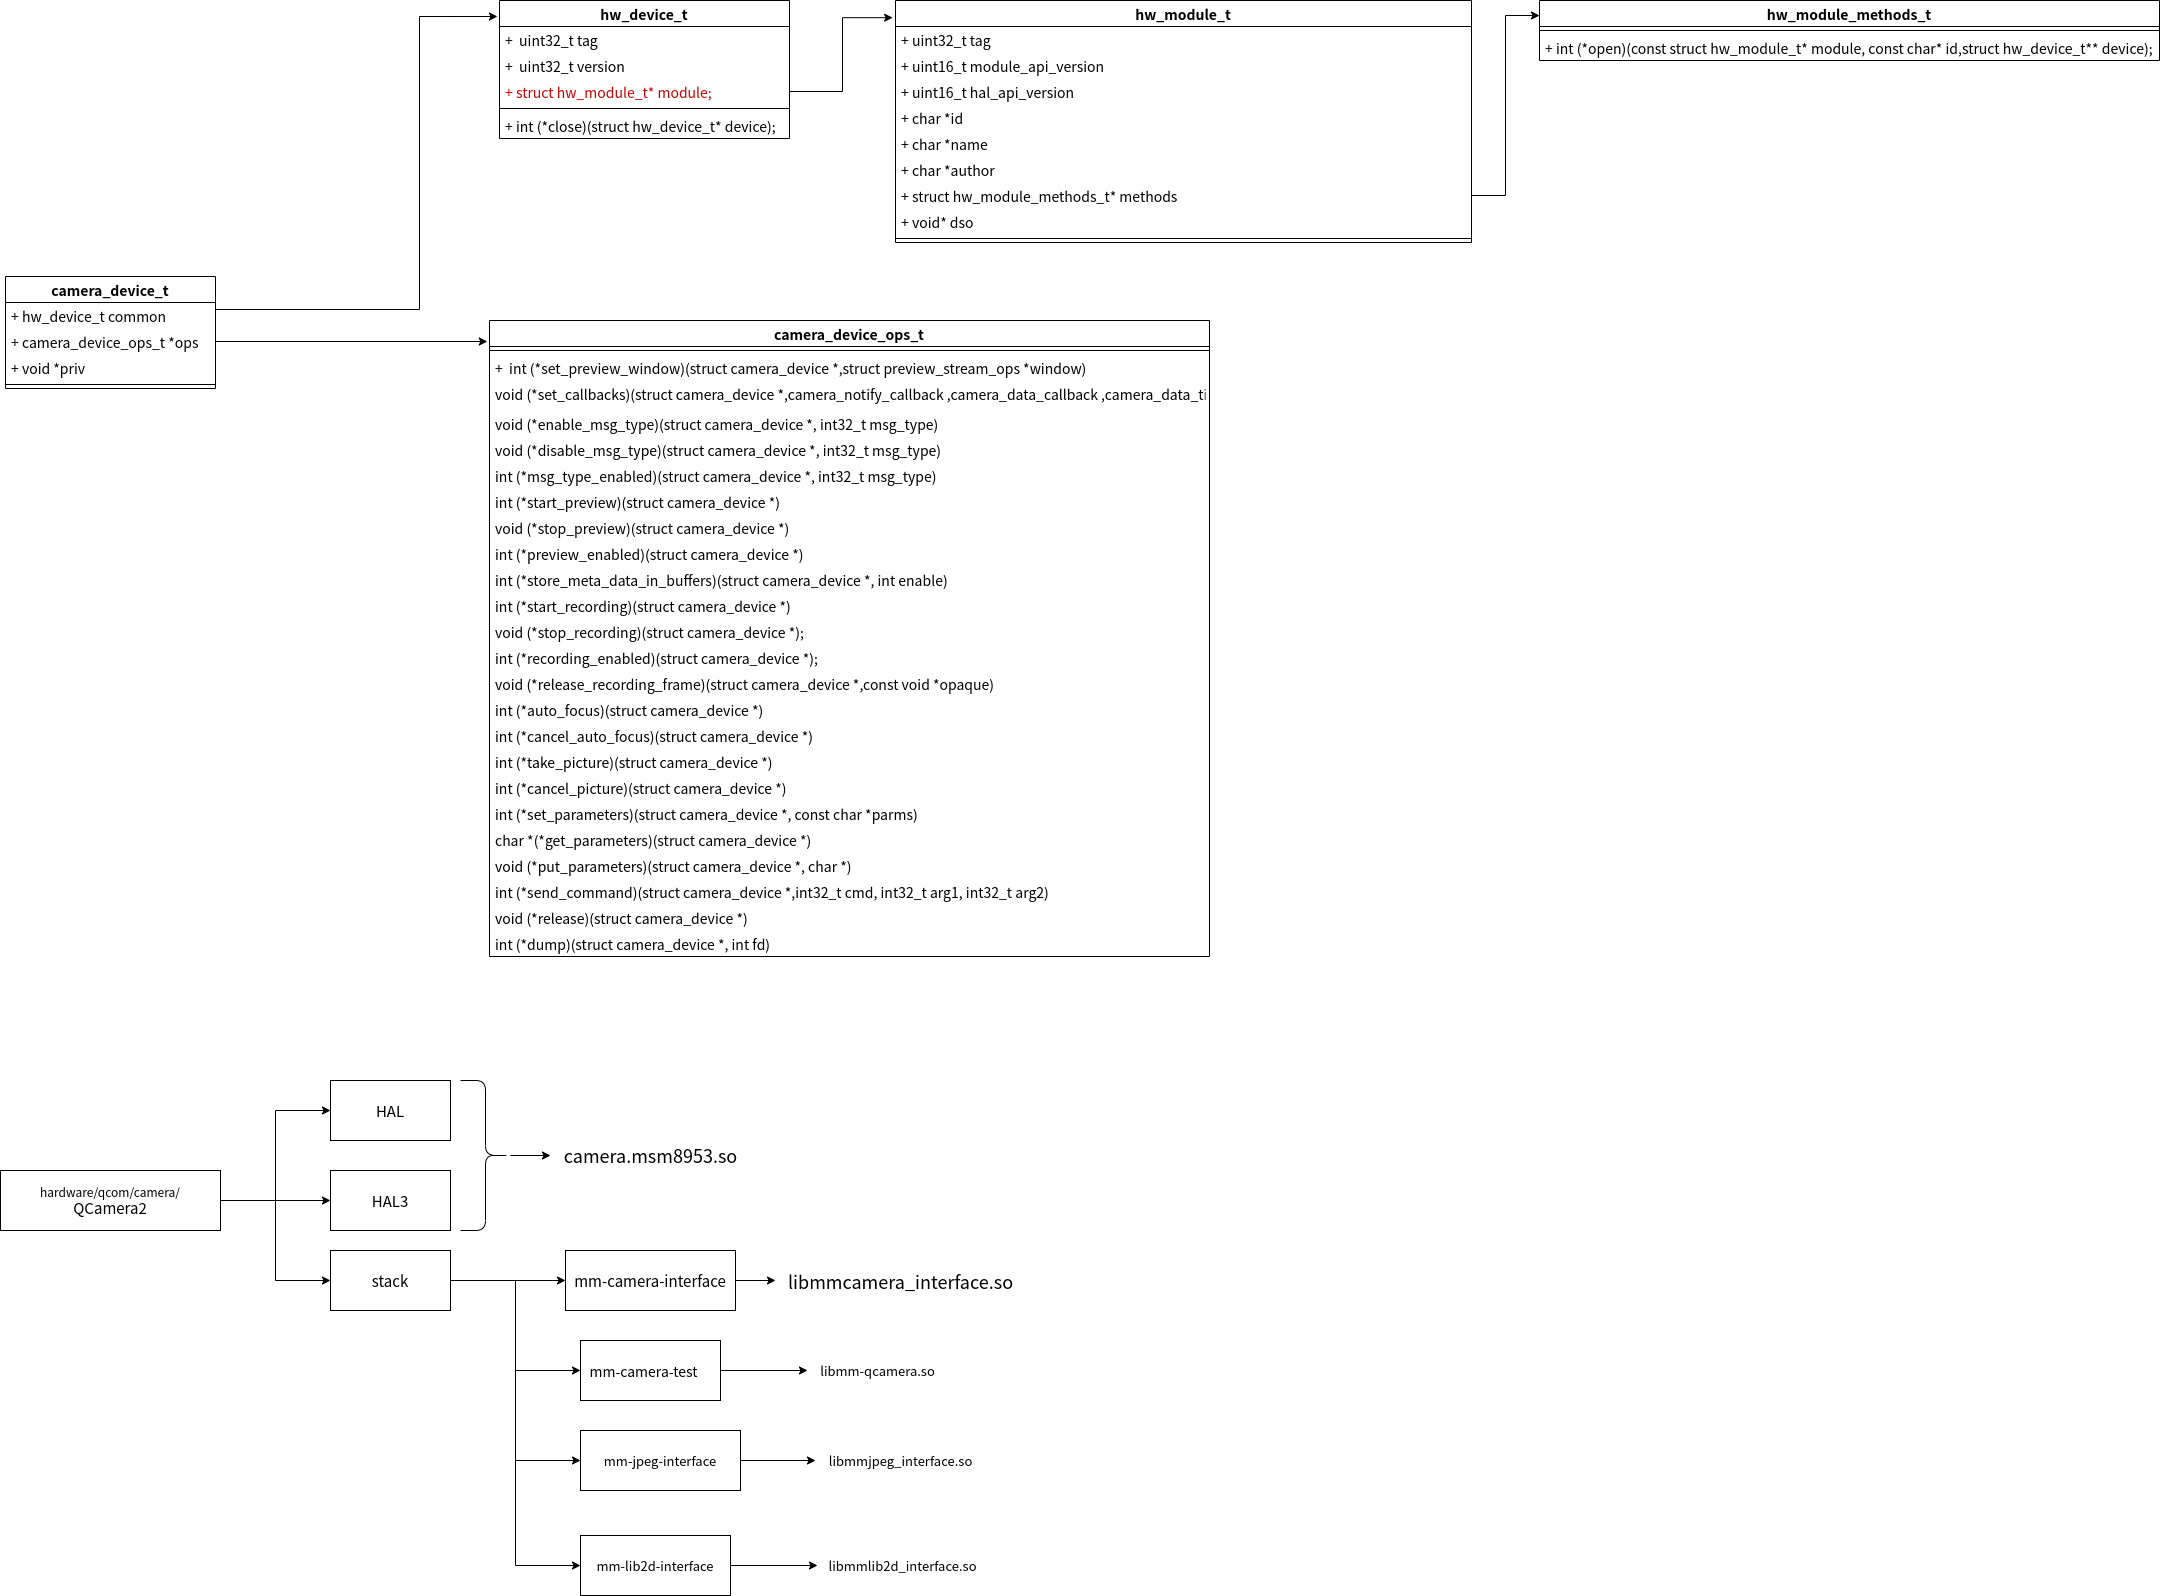 hw_device_t
+ uint32_t tag
+ uint32_t version
+ struct hw_module_t* module;
+ int (*close)(struct hw_device_t* device);
hw_module_t
+ uint32_t tag
+ uint16_t module_api_version
+ uint16_t hal_api_version
+ char *id
+ char *name
+ char *author
+ struct hw_module_methods_t* methods
+ void* dso
hw_module_methods_t
+ int (*open)(const struct hw_module_t* module, const char* id,struct hw_device_t** device);
camera_device_t
+ hw_device_t common
+ camera_device_ops_t *ops
+ void *priv
camera_device_ops_t
+ int (*set_preview_window)(struct camera_device *,struct preview_stream_ops *window)
void (*set_callbacks)(struct camera_device *,camera_notify_callback ,camera_data_callback ,camera_data_ti
void (*enable_msg_type)(struct camera_device *, int32_t msg_type)
void (*disable_msg_type)(struct camera_device *, int32_t msg_type)
int (*msg_type_enabled)(struct camera_device *, int32_t msg_type)
int (*start_preview)(struct camera_device *)
void (*stop_preview)(struct camera_device *)
int (*preview_enabled)(struct camera_device *)
int (*store_meta_data_in_buffers)(struct camera_device *, int enable)
int (*start_recording)(struct camera_device *)
void (*stop_recording)(struct camera_device *);
int (*recording_enabled)(struct camera_device *);
void (*release_recording_frame)(struct camera_device *,const void *opaque)
int (*auto_focus)(struct camera_device *)
int (*cancel_auto_focus)(struct camera_device *)
int (*take_picture)(struct camera_device *)
int (*cancel_picture)(struct camera_device *)
int (*set_parameters)(struct camera_device *, const char *parms)
char *(*get_parameters)(struct camera_device *)
void (*put_parameters)(struct camera_device *, char *)
int (*send_command)(struct camera_device *,int32_t cmd, int32_t arg1, int32_t arg2)
void (*release)(struct camera_device *)
int (*dump)(struct camera_device *, int fd)
hardware/qcom/camera/
QCamera2
HAL
HAL3
camera.msm8953.so
stack
mm-camera-interface
libmmcamera_interface.so
mm-camera-test
libmm-qcamera.so
mm-jpeg-interface
libmmjpeg_interface.so
mm-lib2d-interface
libmmlib2d_interface.so